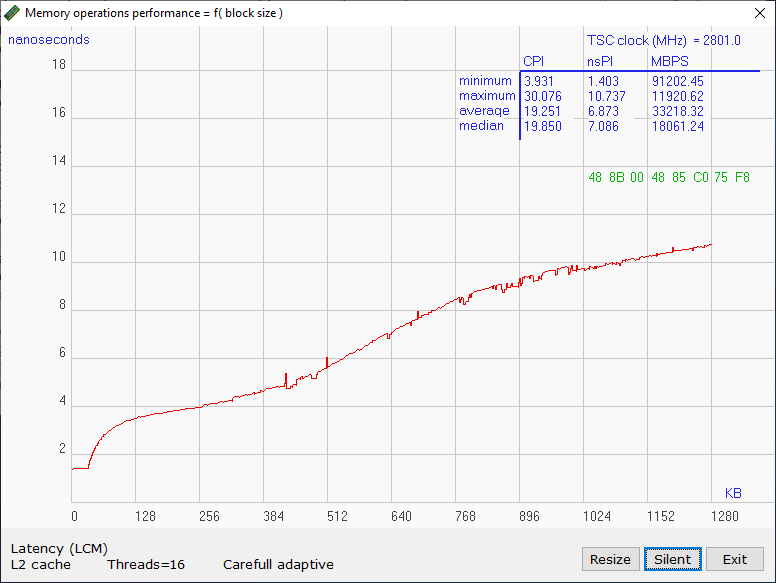 Memory operations performance = f( block size )
nanoseconds
TSC clock (MHz) = 2801.0
CPI nsPI MBPS
minimum 3.931 1.403 91202.45
maximum 30.076 10.737 11920.62
average 19.251 6.873 33218.32
median 19.850 7.086 18061.24
48 8B 00 48 85 C0 75 F8
18
16
14
12
10
8
6
4
2
KB
0 128 256 384 512 640 768 896 1024 1152 1280
Latency (LCM)
L2 cache Threads=16 Carefull adaptive
Resize Silent Exit